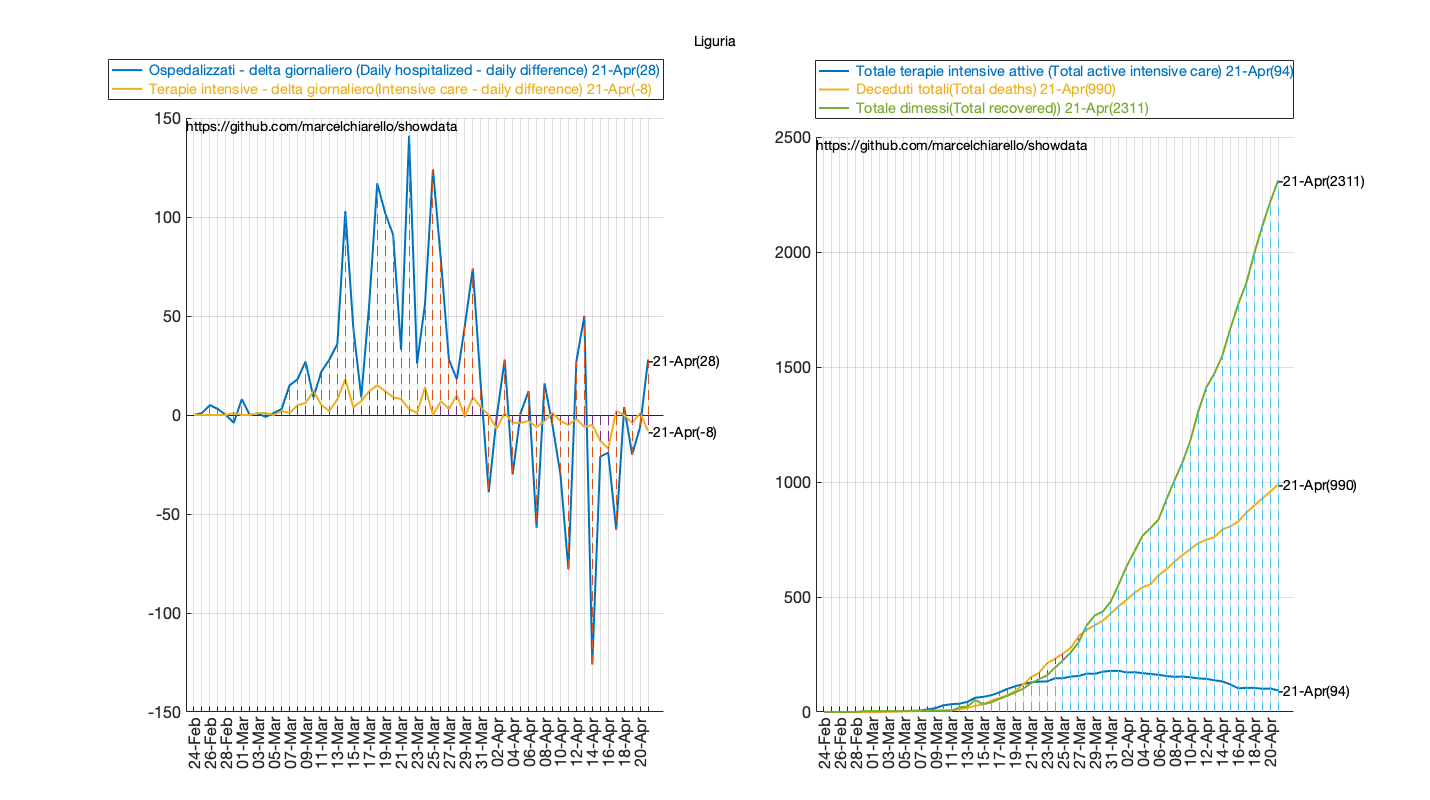 Liguria
Ospedalizzati - delta giornaliero (Daily hospitalized - daily difference) 21-Apr(28)
Terapie intensive - delta giornaliero(Intensive care - daily difference) 21-Apr(-8)
150
https://github.com/marcelchiarello/showdata
100
50
0
-50
-100
-150
-21-Apr(28)
-21-Apr(-8)
24-Feb
26-Feb
28-Feb
01-Mar
03-Mar
05-Mar
07-Mar
09-Mar
11-Mar
13-Mar
15-Mar
17-Mar
19-Mar
21-Mar
23-Mar
25-Mar
27-Mar
29-Mar
31-Mar
02-Apr
04-Apr
06-Apr
08-Apr
10-Apr
12-Apr
14-Apr
16-Apr
18-Apr
20-Apr
Totale terapie intensive attive (Total active intensive care) 21-Apr(94)
Deceduti totali(Total deaths) 21-Apr(990)
Totale dimessi(Total recovered)) 21-Apr(2311)
2500
https://github.com/marcelchiarello/showdata
2000
1500
1000
500
0
-21-Apr(2311)
-21-Apr(990)
-21-Apr(94)
24-Feb
26-Feb
28-Feb
01-Mar
03-Mar
05-Mar
07-Mar
09-Mar
11-Mar
13-Mar
15-Mar
17-Mar
19-Mar
21-Mar
23-Mar
25-Mar
27-Mar
29-Mar
31-Mar
02-Apr
04-Apr
06-Apr
08-Apr
10-Apr
12-Apr
14-Apr
16-Apr
18-Apr
20-Apr